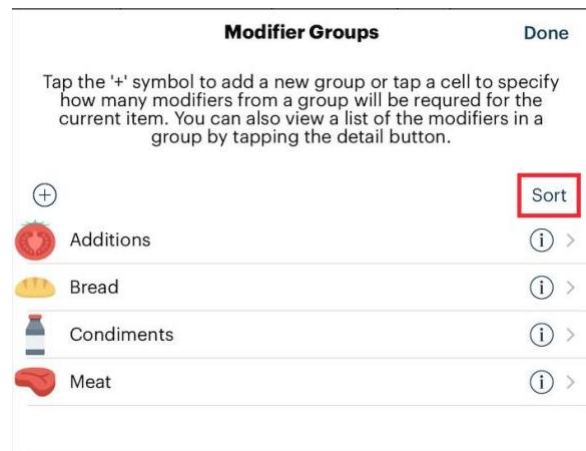 Modifier Groups Done
Tap the '+' symbol to add a new group or tap a cell to specify
how many modifiers from a group will be requred for the
current item. You can also view a list of the modifiers in a
group by tapping the detail button.
Sort
Additions
Bread
Condiments
Meat